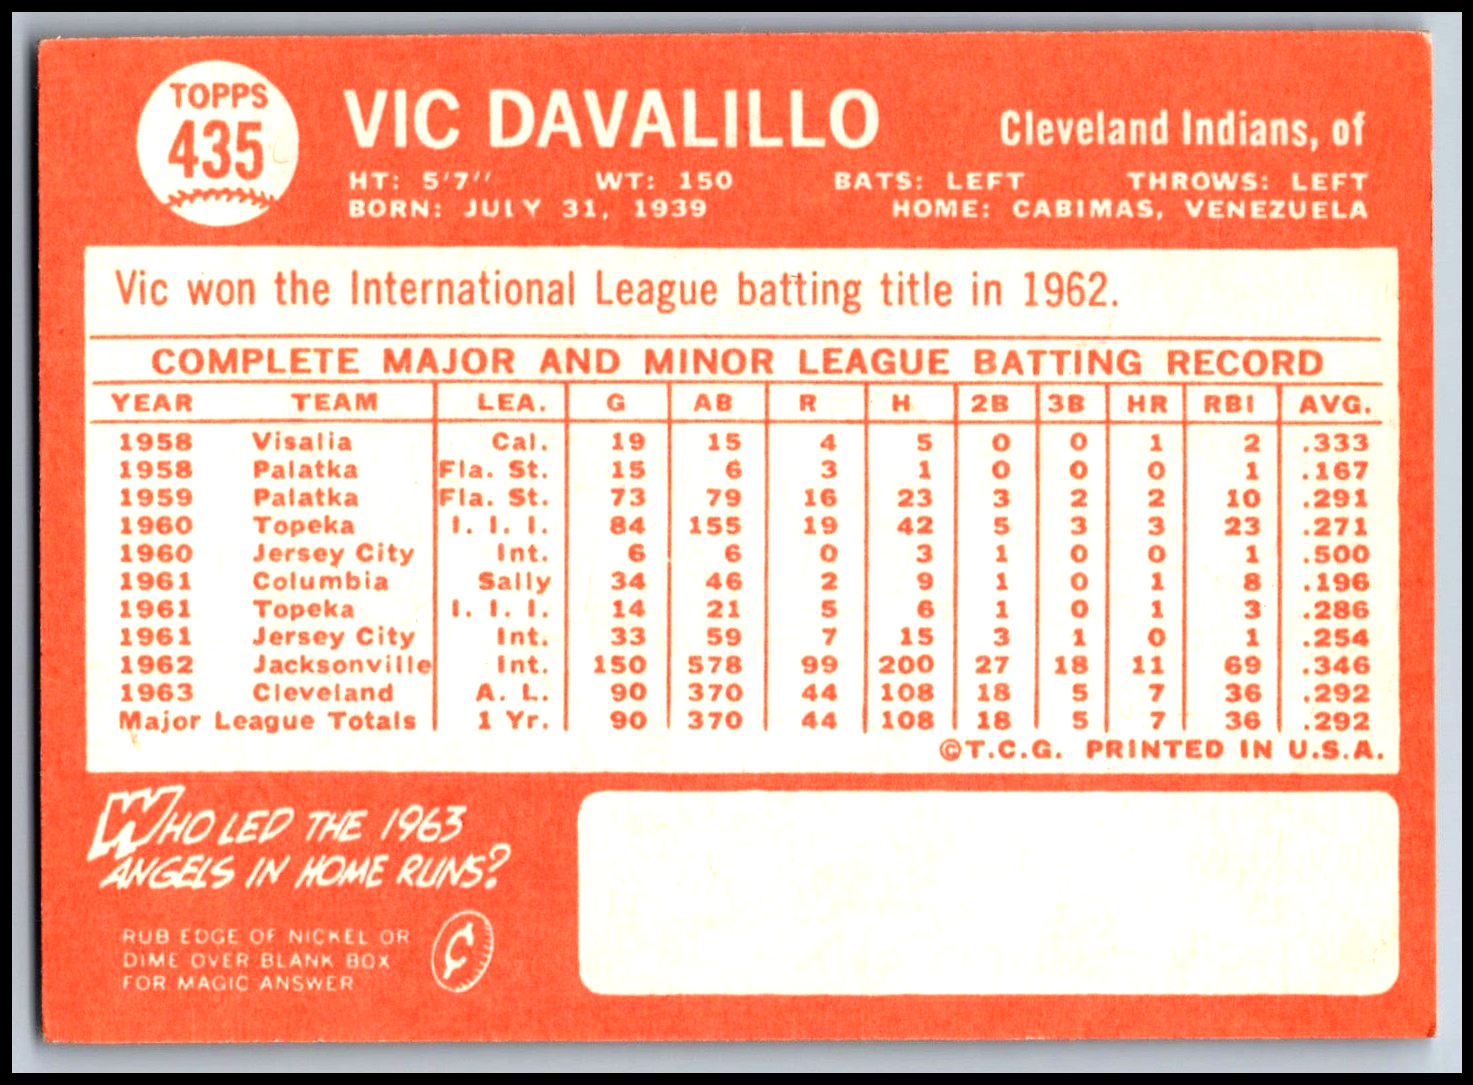 TOPPS
435
VIC DAVALILLO
Cleveland Indians, of
HT: 5'7" WT: 150 BATS: LEFT THROWS: LEFT
BORN: JULY 31, 1939 HOME: CABIMAS, VENEZUELA
Vic won the International League batting title in 1962.
COMPLETE MAJOR AND MINOR LEAGUE BATTING RECORD
YEAR TEAM LEA. G AB R H 2B 3B HR RBI AVG.
1958 Visalia Cal. 19 15 4 5 0 0 1 2 .333
1958 Palatka Fla. St. 15 6 3 1 0 0 0 1 .167
1959 Palatka Fla. St. 73 79 16 23 3 2 2 10 .291
1960 Topeka I. I. I. 84 155 19 42 5 3 3 23 .271
1960 Jersey City Int. 6 6 0 3 1 0 0 1 .500
1961 Columbia Sally 34 46 2 9 1 0 1 8 .196
1961 Topeka I. I. I. 14 21 5 6 1 0 1 3 .286
1961 Jersey City Int. 33 59 7 15 3 1 0 1 .254
1962 Jacksonville Int. 150 578 99 200 27 18 11 69 .346
1963 Cleveland A. L. 90 370 44 108 18 5 7 36 .292
Major League Totals 1 Yr. 90 370 44 108 18 5 7 36 .292
©T.C.G. PRINTED IN U.S.A.
WHO LED THE 1963
ANGELS IN HOME RUNS?
RUB EDGE OF NICKEL OR
DIME OVER BLANK BOX
FOR MAGIC ANSWER
¢